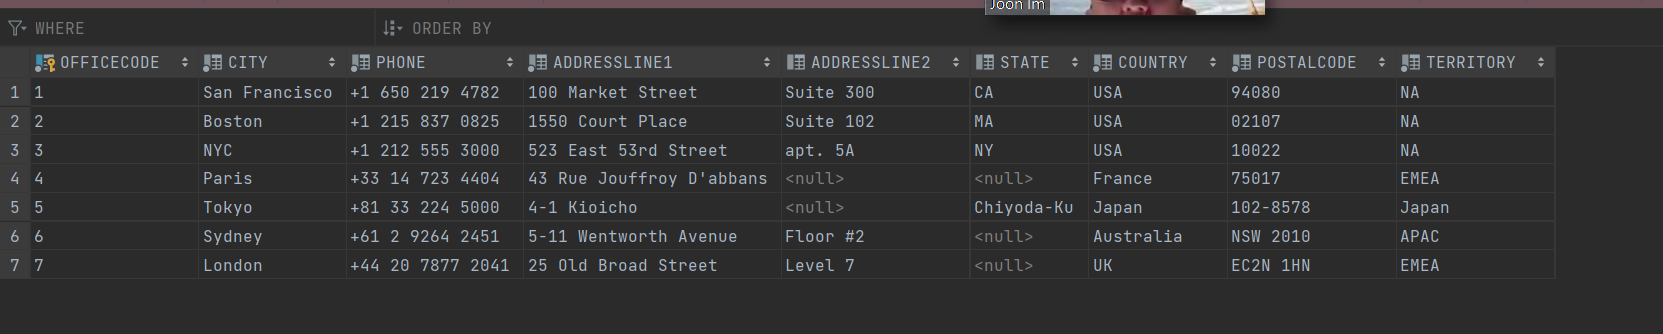 Joon Im
WHERE ORDER BY
OFFICECODE CITY PHONE ADDRESSLINE1 ADDRESSLINE2 STATE COUNTRY POSTALCODE TERRITORY
1 1 San Francisco +1 650 219 4782 100 Market Street Suite 300 CA USA 94080 NA
2 2 Boston +1 215 837 0825 1550 Court Place Suite 102 MA USA 02107 NA
3 3 NYC +1 212 555 3000 523 East 53rd Street apt. 5A NY USA 10022 NA
4 4 Paris +33 14 723 4404 43 Rue Jouffroy D'abbans <null> <null> France 75017 EMEA
5 5 Tokyo +81 33 224 5000 4-1 Kioicho <null> Chiyoda-Ku Japan 102-8578 Japan
6 6 Sydney +61 2 9264 2451 5-11 Wentworth Avenue Floor #2 <null> Australia NSW 2010 APAC
7 7 London +44 20 7877 2041 25 Old Broad Street Level 7 <null> UK EC2N 1HN EMEA